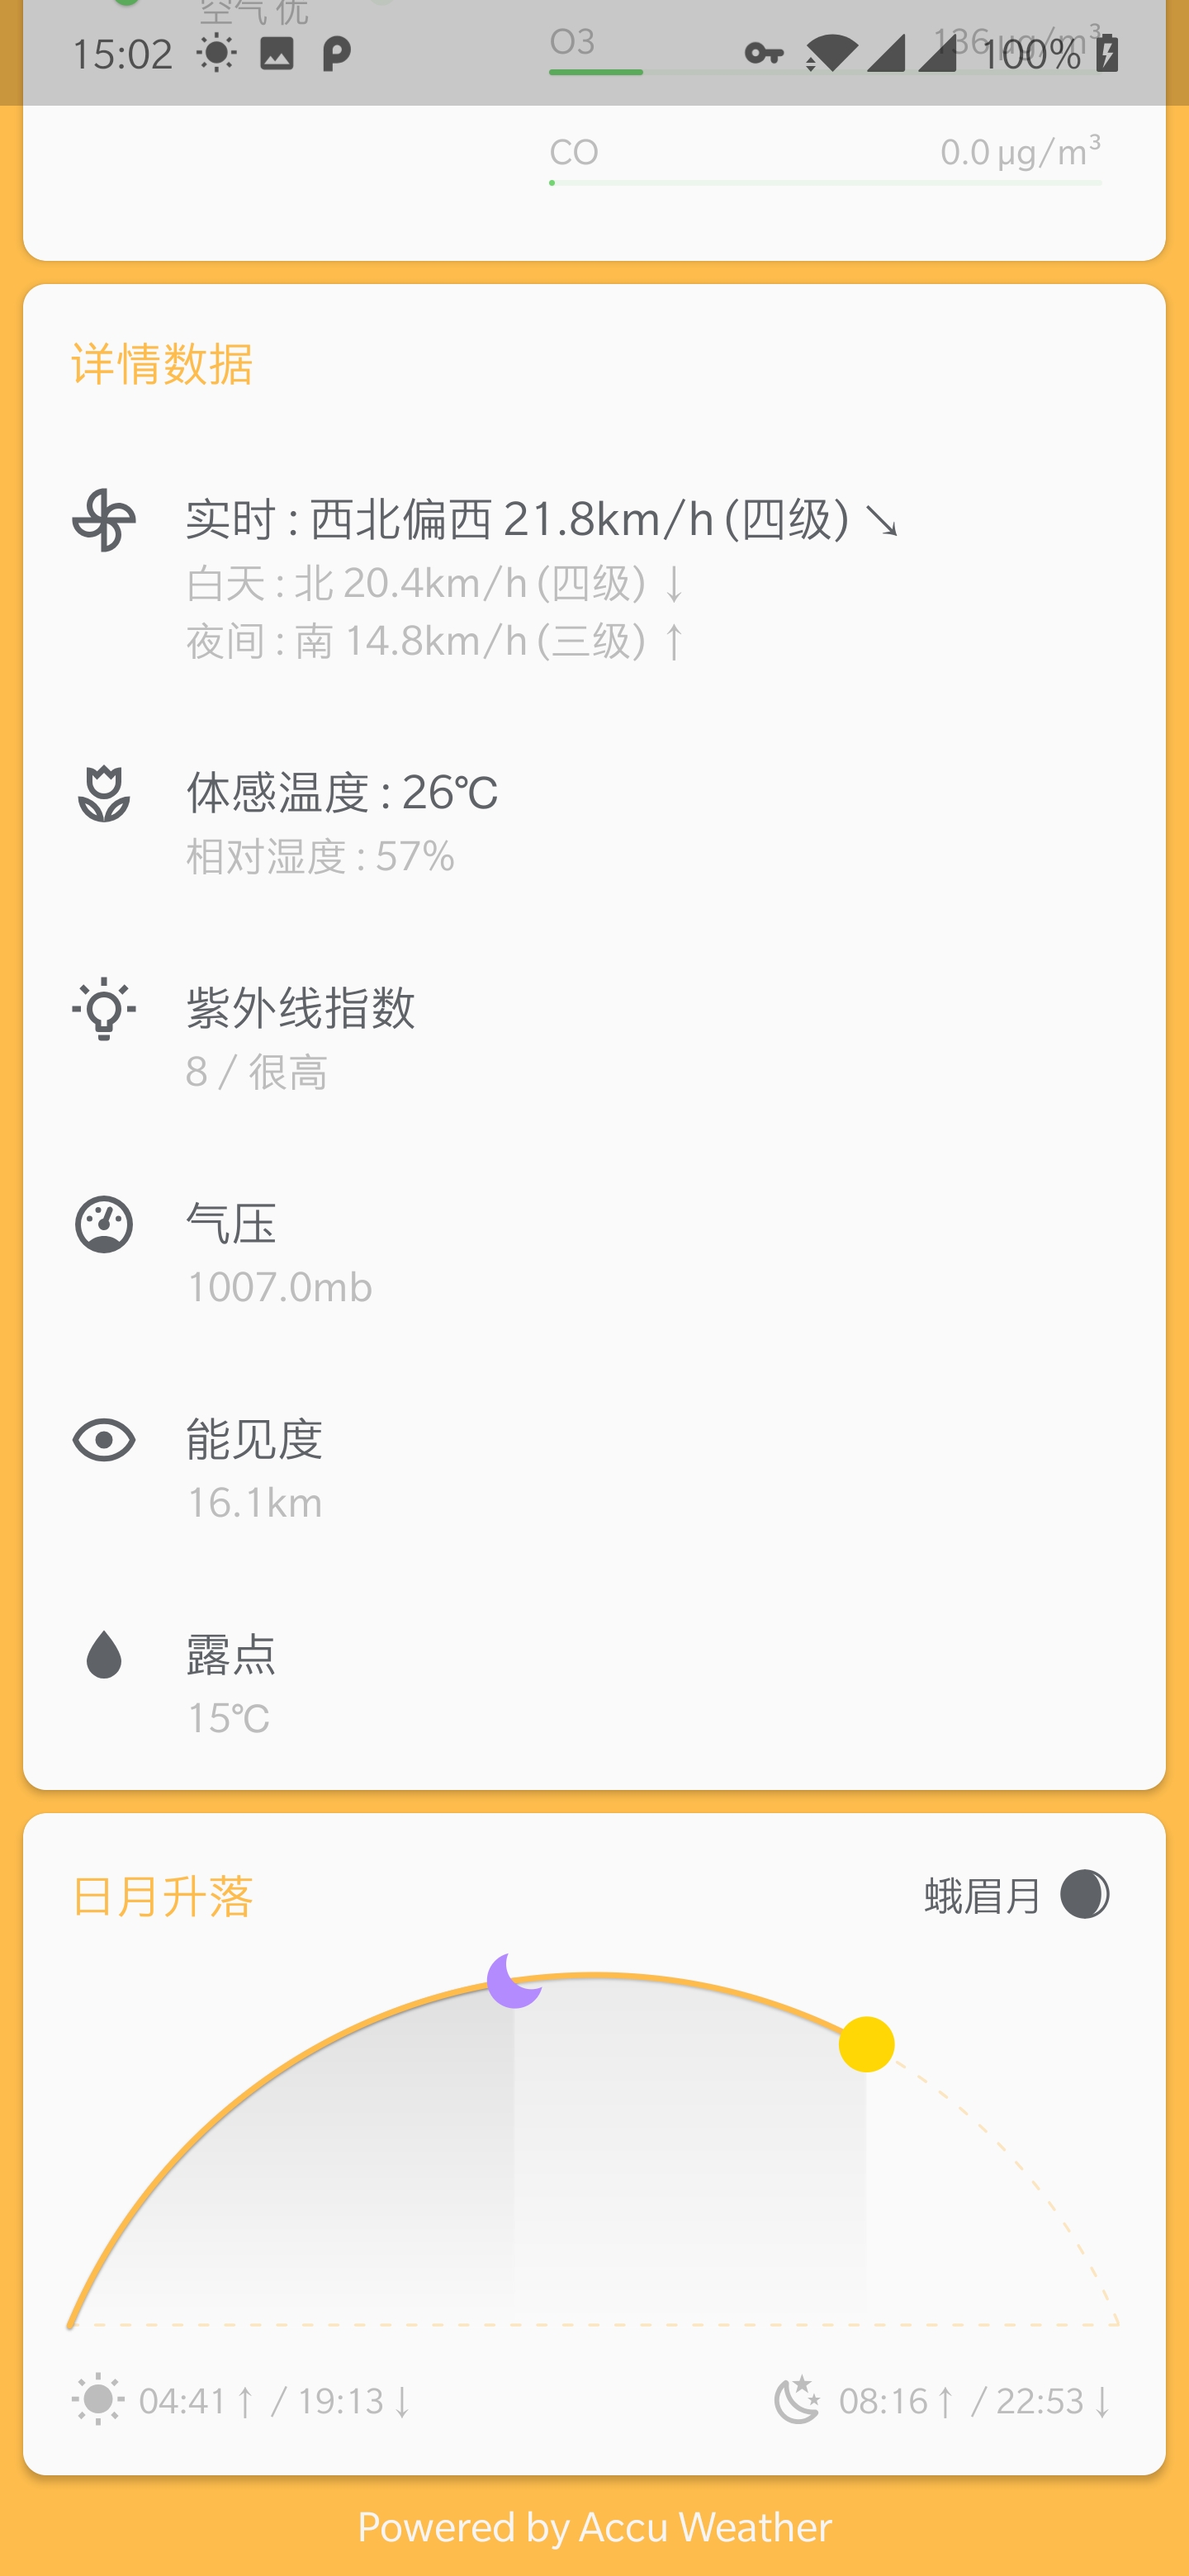 空气 优
15:02
100%
O3 136 μg/m³
CO 0.0 μg/m³
详情数据
实时 : 西北偏西 21.8km/h (四级) ↘
白天 : 北 20.4km/h (四级) ↓
夜间 : 南 14.8km/h (三级) ↑
体感温度 : 26℃
相对湿度 : 57%
紫外线指数
8 / 很高
气压
1007.0mb
能见度
16.1km
露点
15℃
日月升落
蛾眉月
04:41 ↑ / 19:13 ↓
08:16 ↑ / 22:53 ↓
Powered by Accu Weather